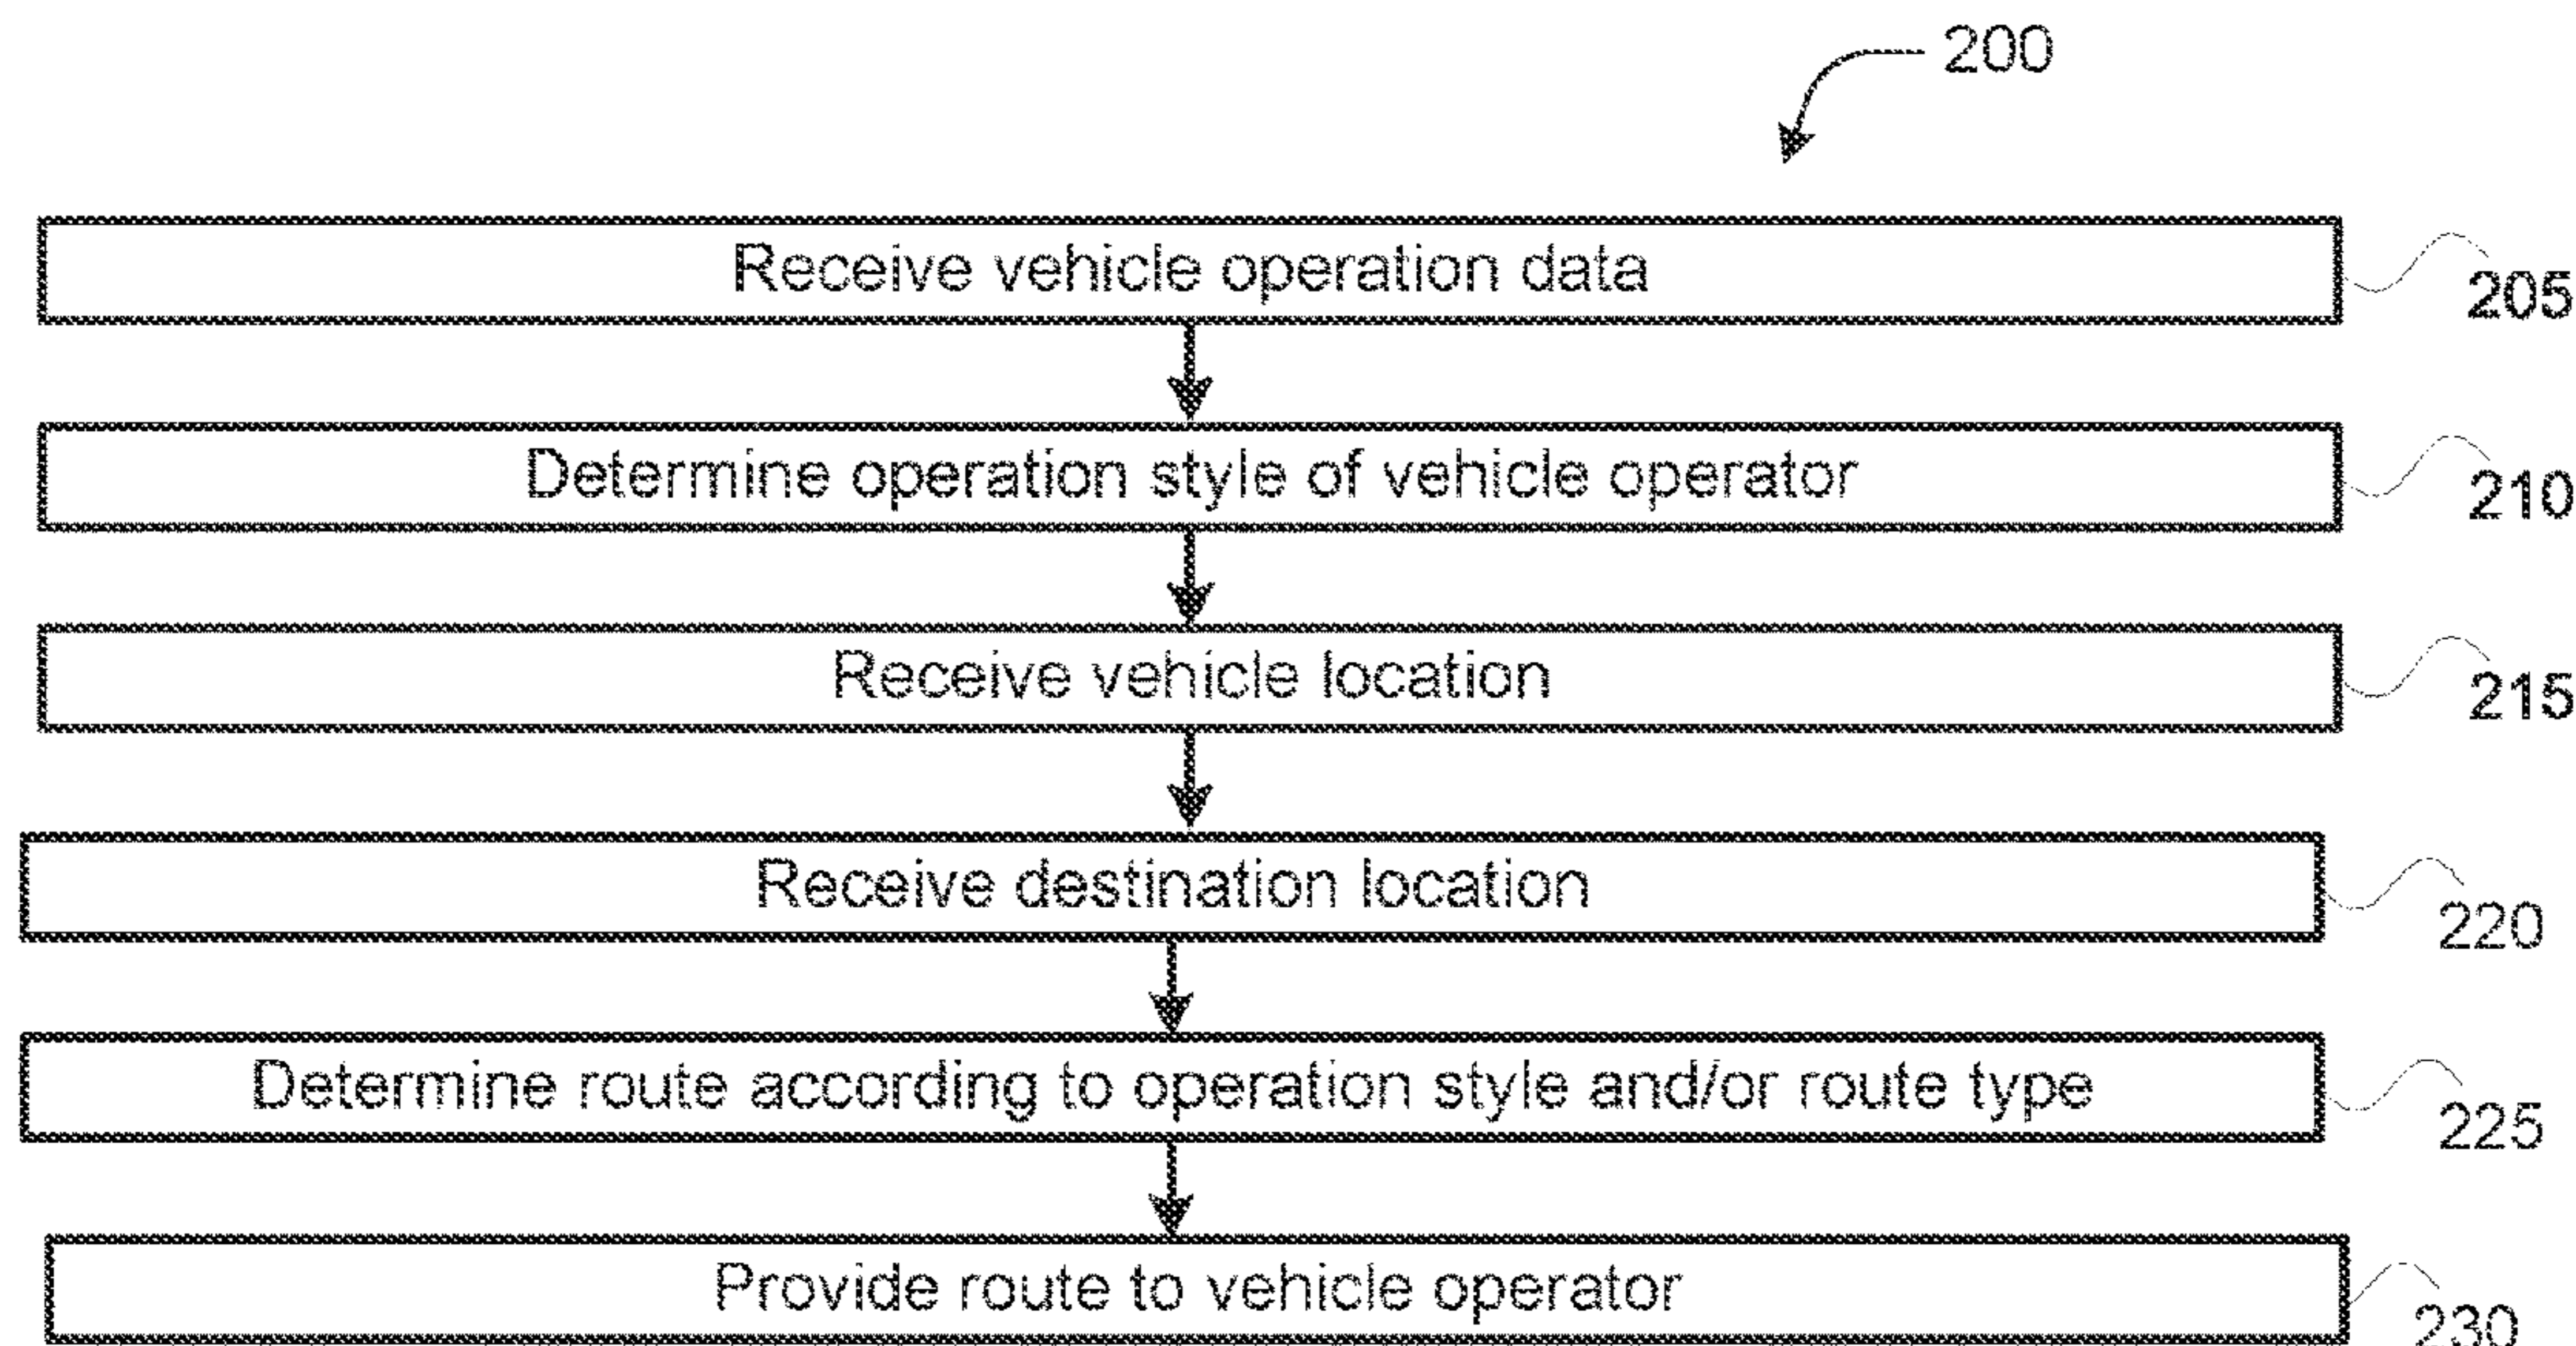 200
Receive vehicle operation data
205
Determine operation style of vehicle operator
210
Receive vehicle location
215
Receive destination location
220
Determine route according to operation style and/or route type
225
Provide route to vehicle operator
230